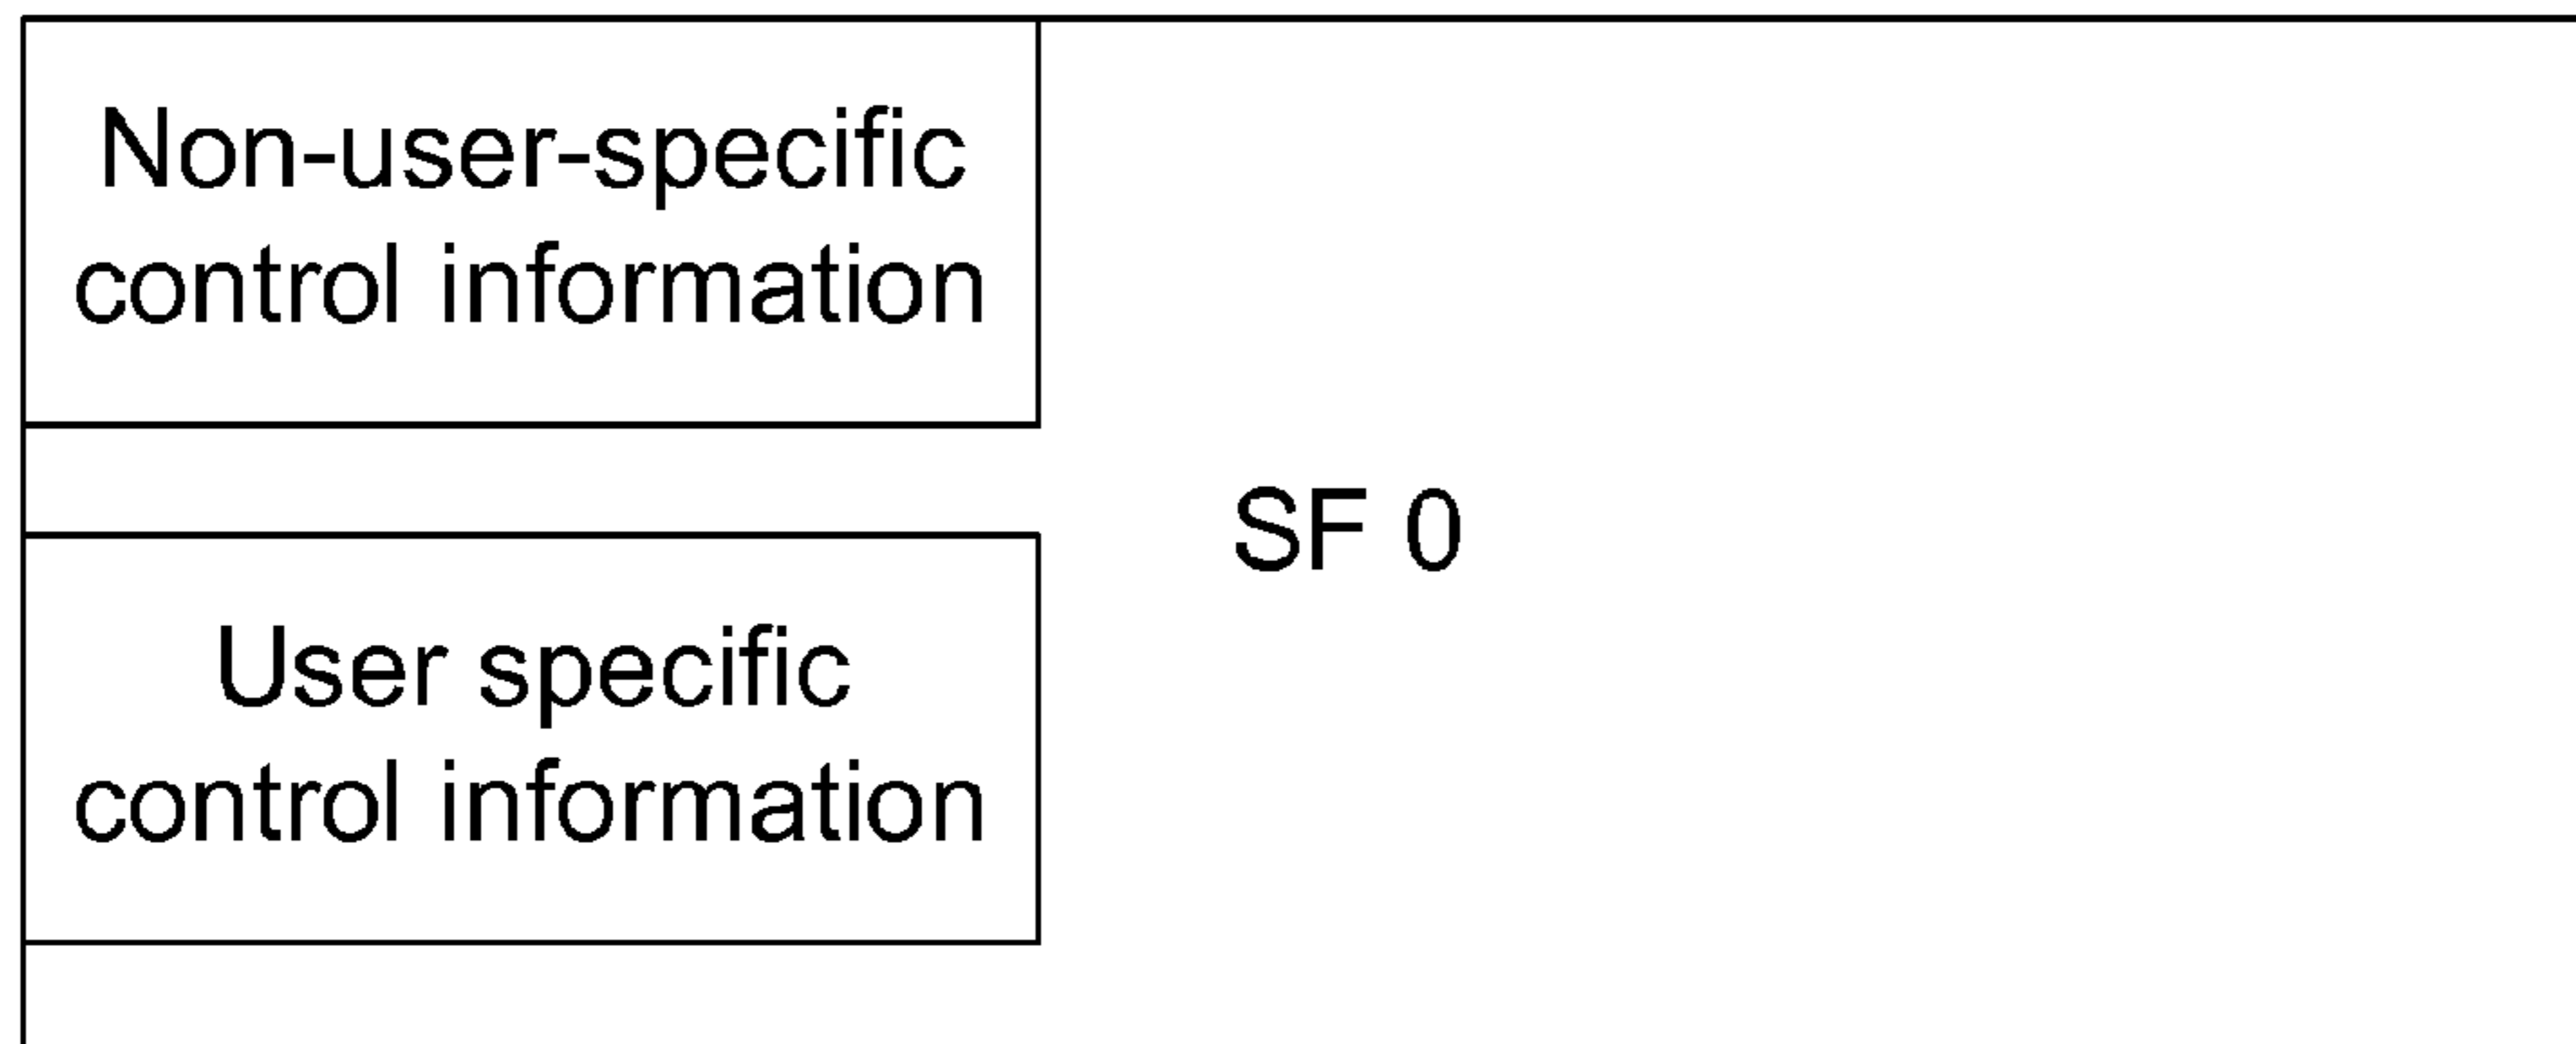 Non-user-specific
control information
SF 0
User specific
control information